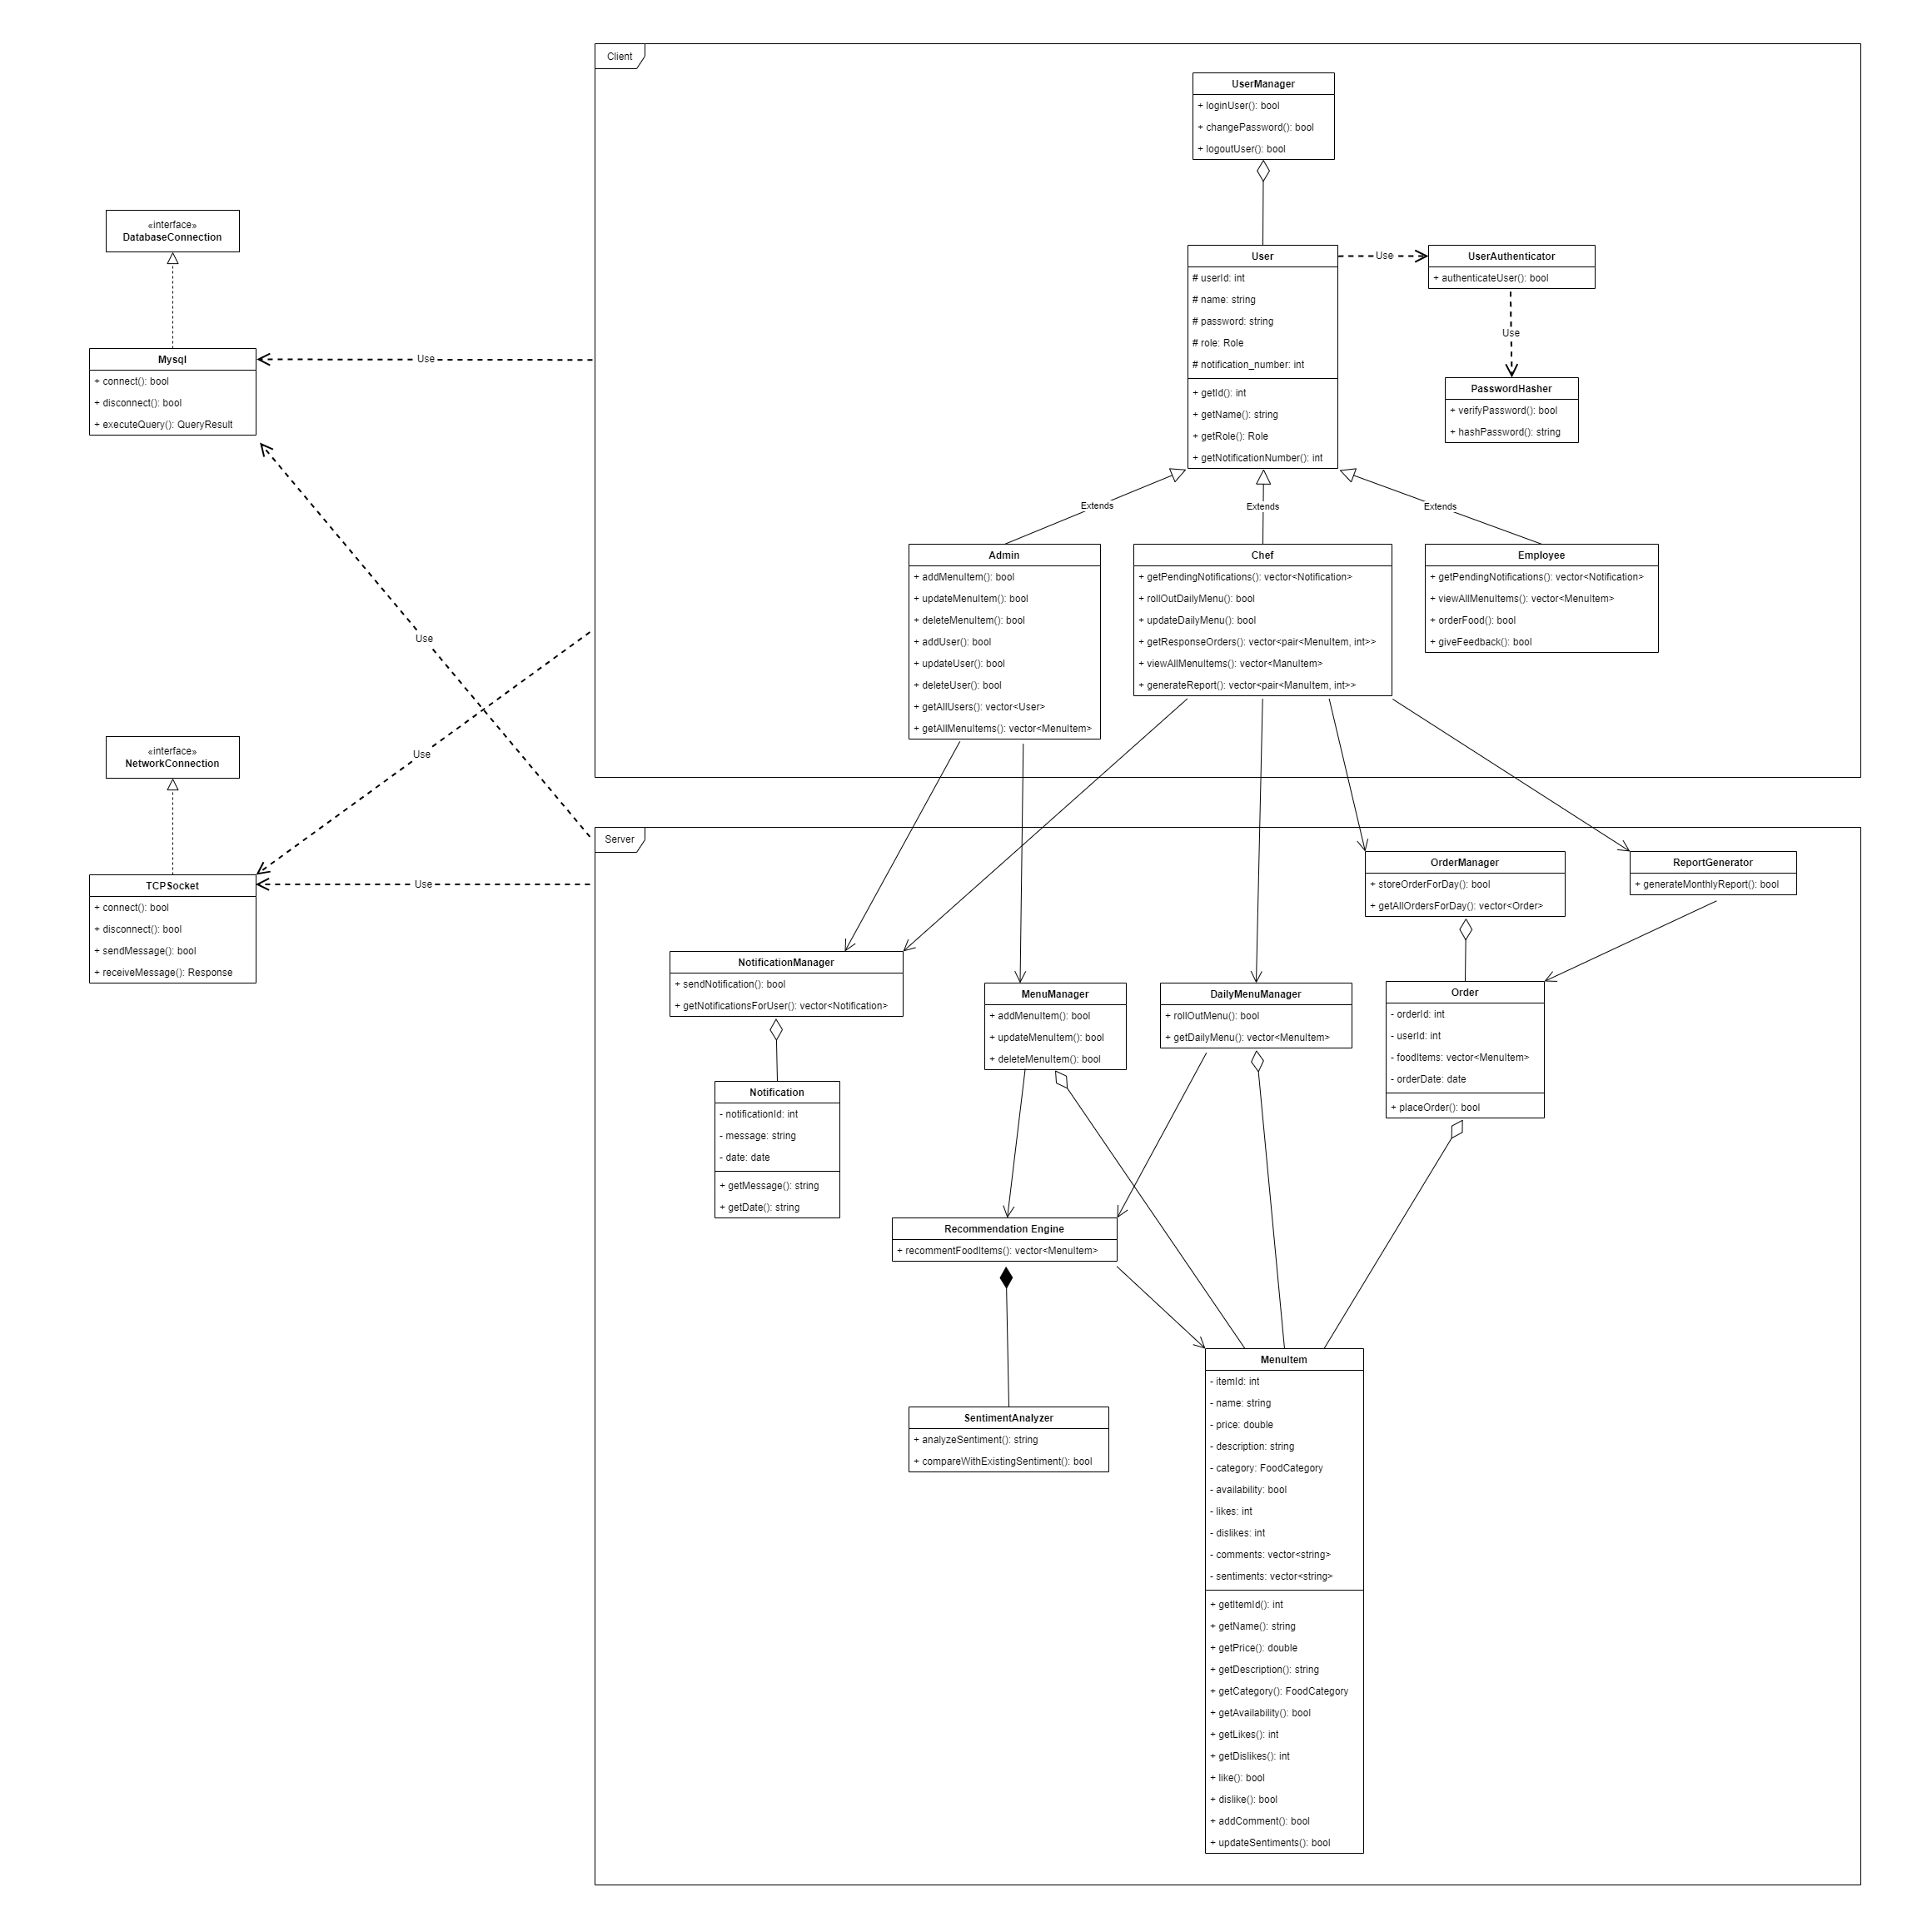 Client
UserManager
+ loginUser(): bool
+ changePassword(): bool
+ logoutUser(): bool
«interface»
DatabaseConnection
User
# userId: int
# name: string
# password: string
# role: Role
# notification_number: int
+ getId(): int
+ getName(): string
+ getRole(): Role
+ getNotificationNumber(): int
Use
UserAuthenticator
+ authenticateUser(): bool
Use
PasswordHasher
+ verifyPassword(): bool
+ hashPassword(): string
Mysql
+ connect(): bool
+ disconnect(): bool
+ executeQuery(): QueryResult
Use
Extends
Extends
Extends
Admin
+ addMenuItem(): bool
+ updateMenuItem(): bool
+ deleteMenuItem(): bool
+ addUser(): bool
+ updateUser(): bool
+ deleteUser(): bool
+ getAllUsers(): vector<User>
+ getAllMenuItems(): vector<MenuItem>
Chef
+ getPendingNotifications(): vector<Notification>
+ rollOutDailyMenu(): bool
+ updateDailyMenu(): bool
+ getResponseOrders(): vector<pair<MenuItem, int>>
+ viewAllMenuItems(): vector<ManuItem>
+ generateReport(): vector<pair<ManuItem, int>>
Employee
+ getPendingNotifications(): vector<Notification>
+ viewAllMenuItems(): vector<MenuItem>
+ orderFood(): bool
+ giveFeedback(): bool
Use
Use
«interface»
NetworkConnection
TCPSocket
+ connect(): bool
+ disconnect(): bool
+ sendMessage(): bool
+ receiveMessage(): Response
Use
Server
OrderManager
+ storeOrderForDay(): bool
+ getAllOrdersForDay(): vector<Order>
ReportGenerator
+ generateMonthlyReport(): bool
NotificationManager
+ sendNotification(): bool
+ getNotificationsForUser(): vector<Notification>
MenuManager
+ addMenuItem(): bool
+ updateMenuItem(): bool
+ deleteMenuItem(): bool
DailyMenuManager
+ rollOutMenu(): bool
+ getDailyMenu(): vector<MenuItem>
Order
- orderId: int
- userId: int
- foodItems: vector<MenuItem>
- orderDate: date
+ placeOrder(): bool
Notification
- notificationId: int
- message: string
- date: date
+ getMessage(): string
+ getDate(): string
Recommendation Engine
+ recommentFoodItems(): vector<MenuItem>
SentimentAnalyzer
+ analyzeSentiment(): string
+ compareWithExistingSentiment(): bool
MenuItem
- itemId: int
- name: string
- price: double
- description: string
- category: FoodCategory
- availability: bool
- likes: int
- dislikes: int
- comments: vector<string>
- sentiments: vector<string>
+ getItemId(): int
+ getName(): string
+ getPrice(): double
+ getDescription(): string
+ getCategory(): FoodCategory
+ getAvailability(): bool
+ getLikes(): int
+ getDislikes(): int
+ like(): bool
+ dislike(): bool
+ addComment(): bool
+ updateSentiments(): bool